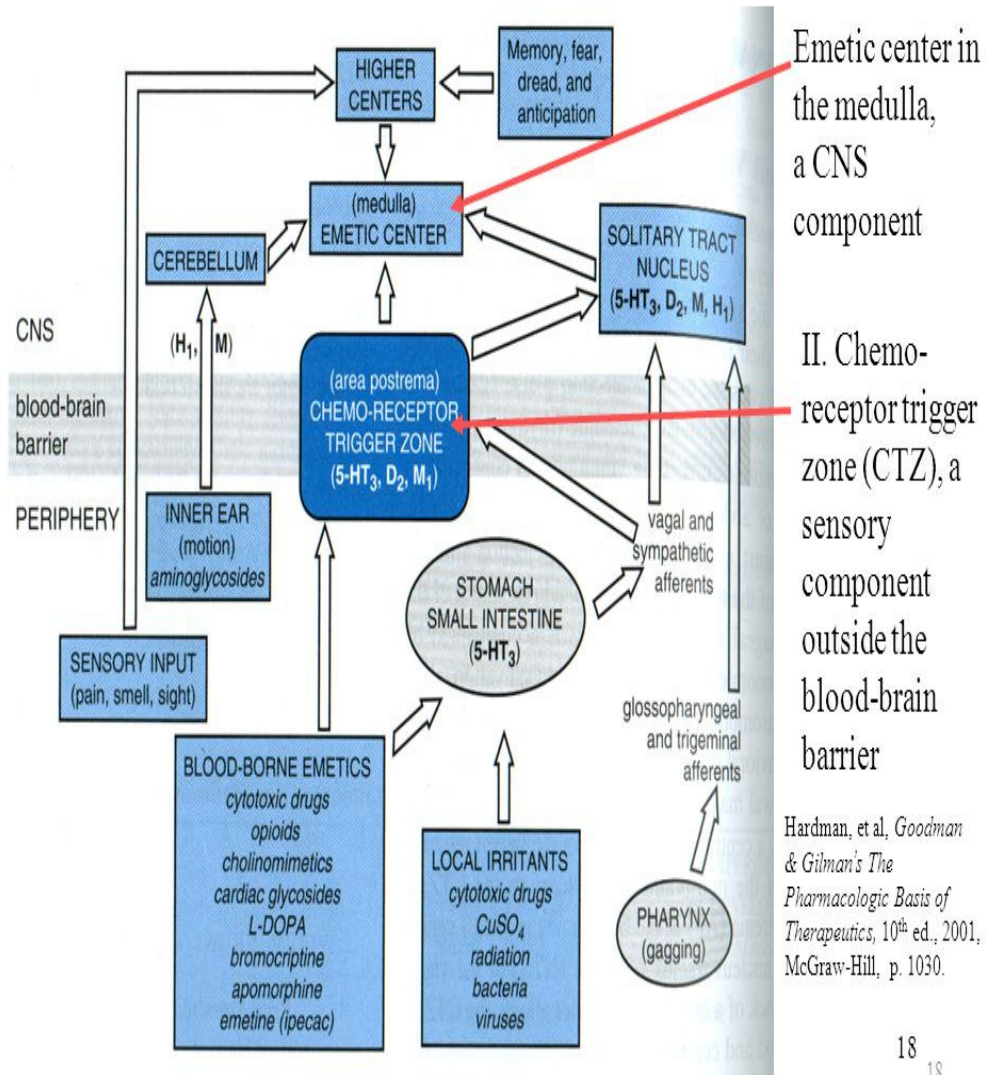 HIGHER
CENTERS
Memory, fear,
dread, and
anticipation
(medulla)
EMETIC CENTER
SOLITARY TRACT
NUCLEUS
(5-HT₃, D₂, M, H₁)
CEREBELLUM
CNS
(H₁, M)
blood-brain
barrier
(area postrema)
CHEMO-RECEPTOR
TRIGGER ZONE
(5-HT₃, D₂, M₁)
PERIPHERY
INNER EAR
(motion)
aminoglycosides
vagal and
sympathetic
afferents
STOMACH
SMALL INTESTINE
(5-HT₃)
SENSORY INPUT
(pain, smell, sight)
glossopharyngeal
and trigeminal
afferents
BLOOD-BORNE EMETICS
cytotoxic drugs
opioids
cholinomimetics
cardiac glycosides
L-DOPA
bromocriptine
apomorphine
emetine (ipecac)
LOCAL IRRITANTS
cytotoxic drugs
CuSO₄
radiation
bacteria
viruses
PHARYNX
(gagging)
Emetic center in
the medulla,
a CNS
component
II. Chemo-
receptor trigger
zone (CTZ), a
sensory
component
outside the
blood-brain
barrier
Hardman, et al, Goodman
& Gilman's The
Pharmacologic Basis of
Therapeutics, 10th ed., 2001,
McGraw-Hill, p. 1030.
18
18